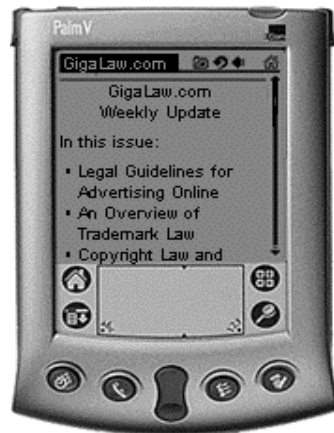 PalmV
GigaLaw.com
GigaLaw.com
Weekly Update
In this issue:
• Legal Guidelines for
Advertising Online
• An Overview of
Trademark Law
• Copyright Law and